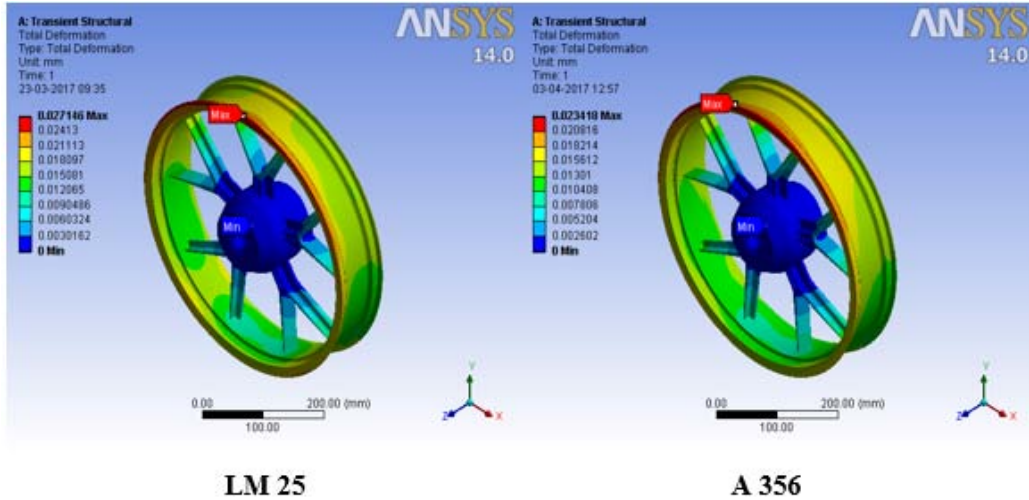 A: Transient Structural
Total Deformation
Type: Total Deformation
Unit: mm
Time: 1
23-03-2017 09:35
ANSYS
14.0
0.027146 Max
0.02413
0.021113
0.018097
0.015081
0.012065
0.0090486
0.0060324
0.0030162
0 Min
Max
Min
0.00 200.00 (mm)
100.00
Y
Z X
LM 25
A: Transient Structural
Total Deformation
Type: Total Deformation
Unit: mm
Time: 1
03-04-2017 12:57
ANSYS
14.0
0.023418 Max
0.020816
0.018214
0.015612
0.01301
0.010408
0.007806
0.005204
0.002602
0 Min
Max
Min
0.00 200.00 (mm)
100.00
Y
Z X
A 356